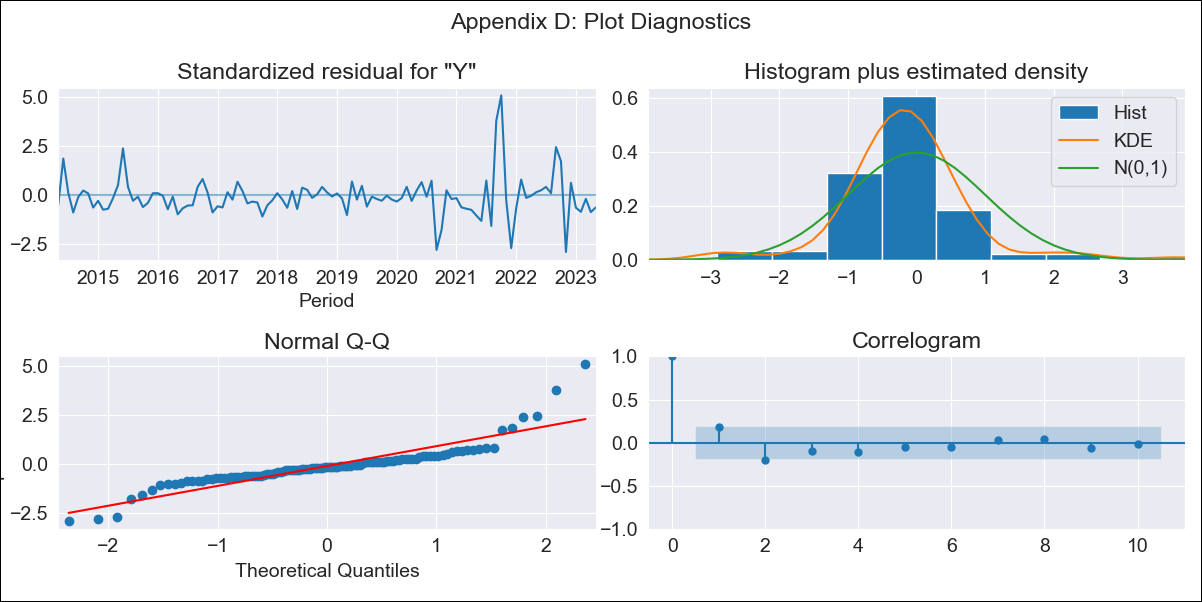 Appendix D: Plot Diagnostics
Standardized residual for "Y"
5.0
2.5
0.0
−2.5
2015 2016 2017 2018 2019 2020 2021 2022 2023
Period
Histogram plus estimated density
0.6
0.4
0.2
0.0
−3 −2 −1 0 1 2 3
Hist
KDE
N(0,1)
Normal Q-Q
5.0
2.5
0.0
−2.5
−2 −1 0 1 2
Theoretical Quantiles
Correlogram
1.0
0.5
0.0
−0.5
−1.0
0 2 4 6 8 10